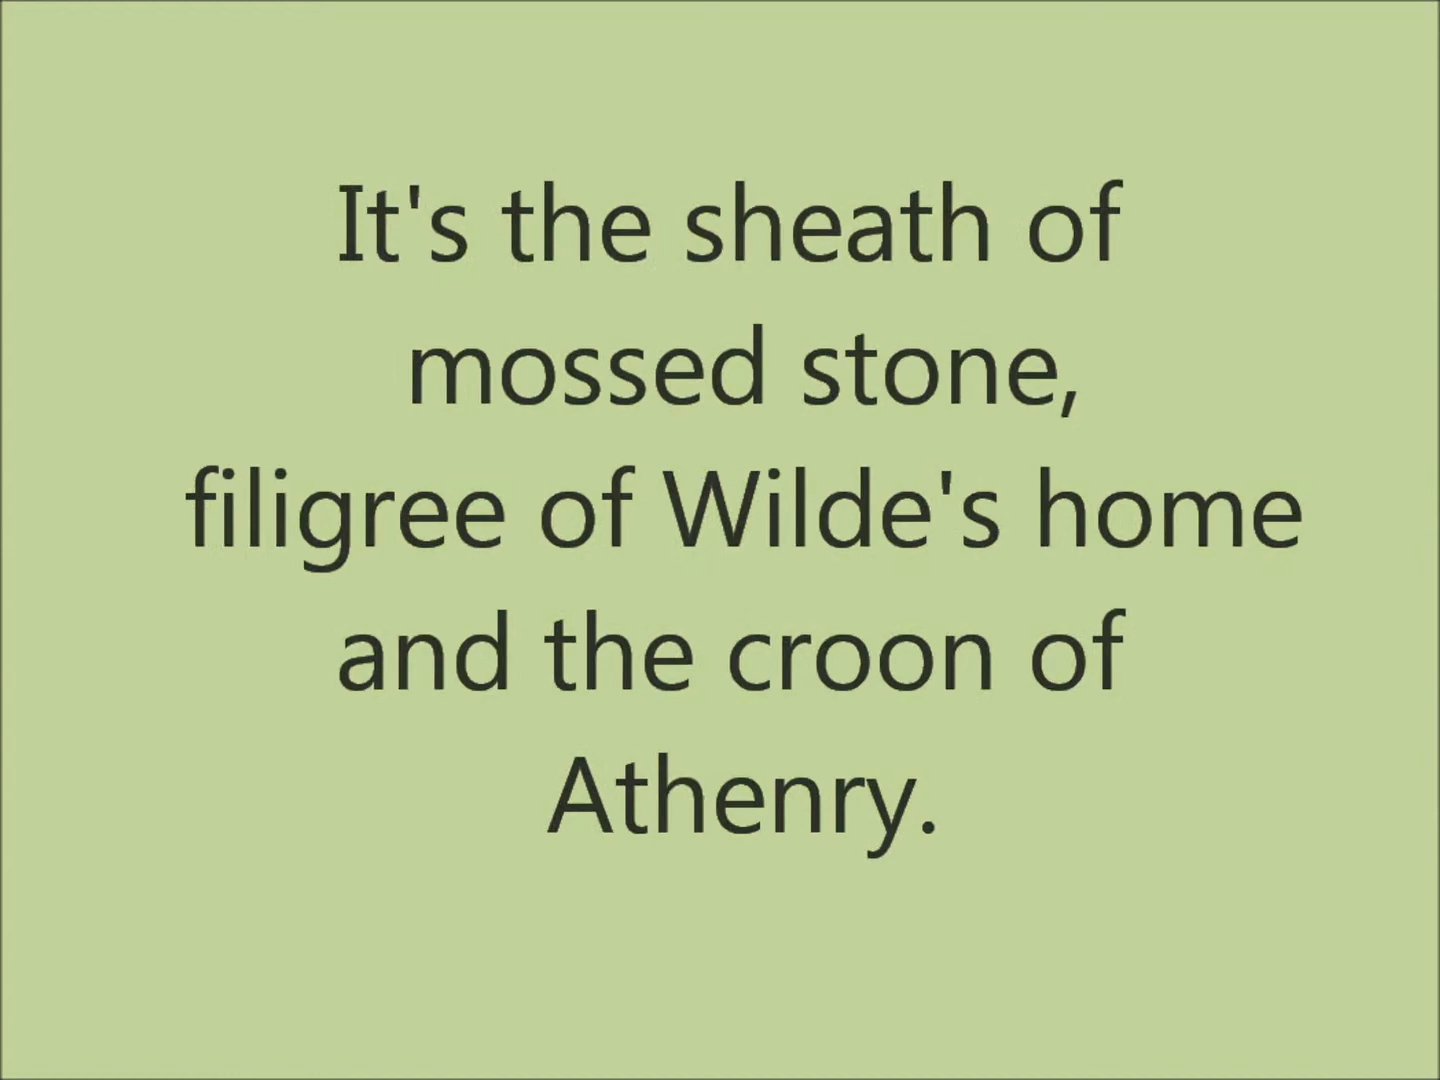 It's the sheath of
mossed stone,
filigree of Wilde's home
and the croon of
Athenry.